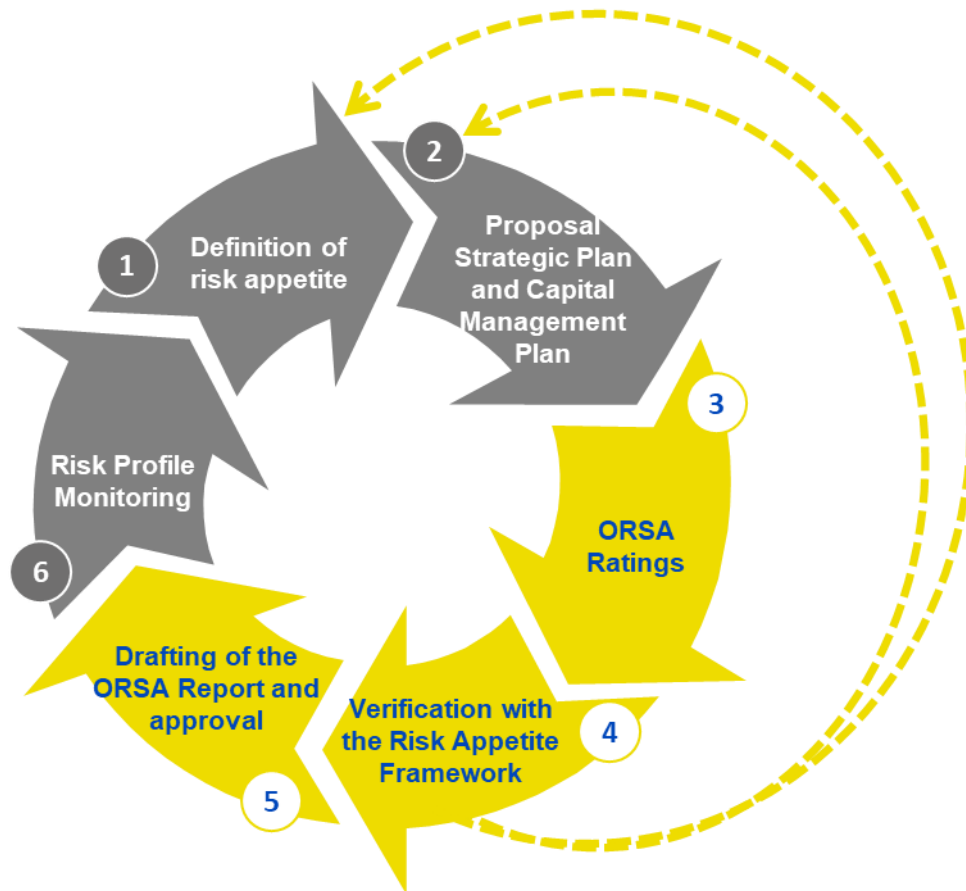 1
Definition of
risk appetite
2
Proposal
Strategic Plan
and Capital
Management
Plan
3
ORSA
Ratings
4
Verification with
the Risk Appetite
Framework
5
Drafting of the
ORSA Report and
approval
6
Risk Profile
Monitoring